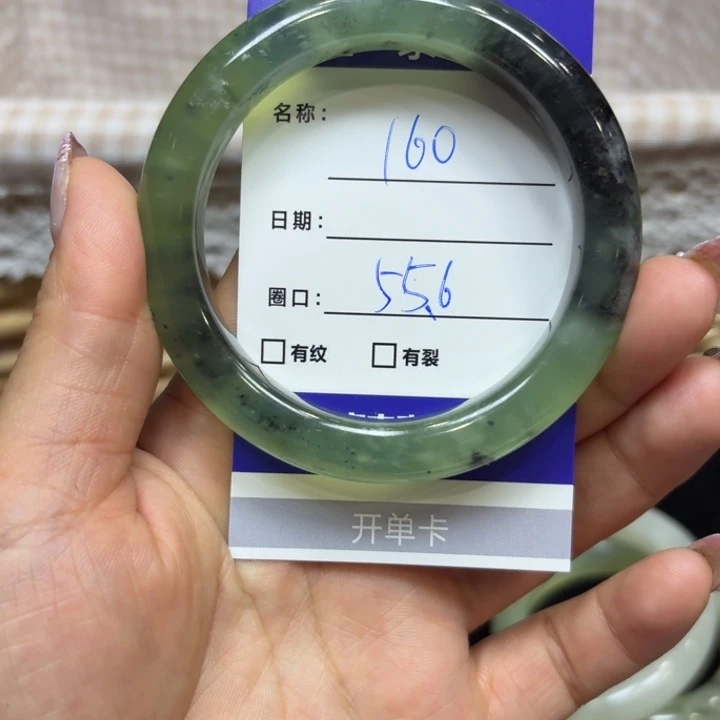 名称: 160
日期:
圈口: 55.6
□有纹 □有裂
开单卡